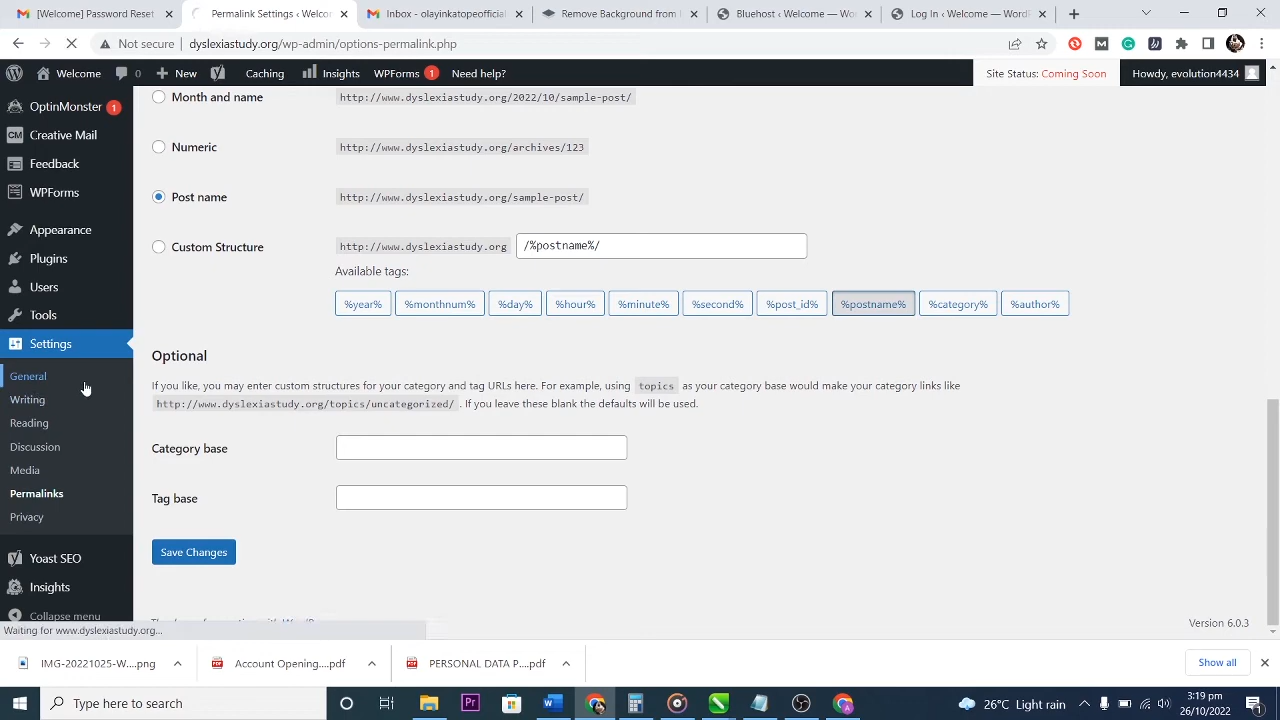 [Welcome] Password Reset
Permalink Settings ‹ Welcome
Inbox - olayinkatopeofficial
Remove Background from
Bluehost ‹ Welcome — Wo
Log In ‹ Welcome — WordP
Not secure
dyslexiastudy.org/wp-admin/options-permalink.php
Welcome
0
New
Caching
Insights
WPForms
1
Need help?
Site Status: Coming Soon
Howdy, evolution4434
OptinMonster
1
Creative Mail
Feedback
WPForms
Appearance
Plugins
Users
Tools
Settings
General
Writing
Reading
Discussion
Media
Permalinks
Privacy
Yoast SEO
Insights
Collapse menu
Month and name
http://www.dyslexiastudy.org/2022/10/sample-post/
Numeric
http://www.dyslexiastudy.org/archives/123
Post name
http://www.dyslexiastudy.org/sample-post/
Custom Structure
http://www.dyslexiastudy.org
/%postname%/
Available tags:
%year% %monthnum% %day% %hour% %minute% %second% %post_id% %postname% %category% %author%
Optional
If you like, you may enter custom structures for your category and tag URLs here. For example, using topics as your category base would make your category links like
http://www.dyslexiastudy.org/topics/uncategorized/ . If you leave these blank the defaults will be used.
Category base
Tag base
Save Changes
Version 6.0.3
Waiting for www.dyslexiastudy.org...
IMG-20221025-W....png
Account Opening....pdf
PERSONAL DATA P....pdf
Show all
Type here to search
26°C Light rain
3:19 pm
26/10/2022